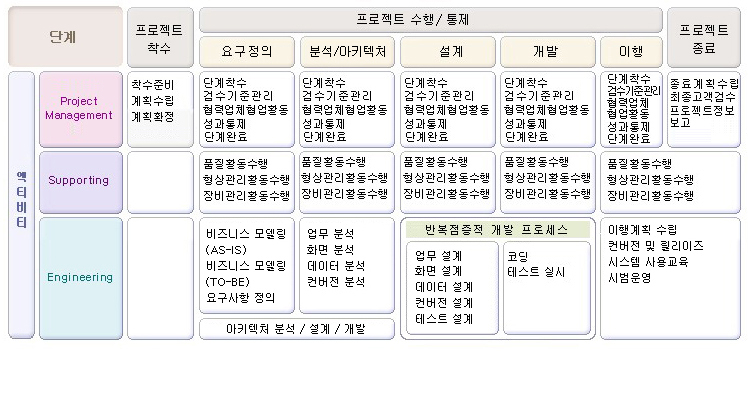 단계
프로젝트
착수
프로젝트 수행/ 통제
프로젝트
종료
요구정의
분석/아키텍처
설계
개발
이행
액티비티
Project
Management
착수준비
계획수립
계획확정
단계착수
검수기준관리
협력업체협업활동
성과통제
단계완료
단계착수
검수기준관리
협력업체협업활동
성과통제
단계완료
단계착수
검수기준관리
협력업체협업활동
성과통제
단계완료
단계착수
검수기준관리
협력업체협업활동
성과통제
단계완료
단계착수
검수기준관리
협력업체
협업활동
성과통제
단계완료
종료계획수립
최종고객검수
프로젝트정보
보고
Supporting
품질활동수행
형상관리활동수행
장비관리활동수행
품질활동수행
형상관리활동수행
장비관리활동수행
품질활동수행
형상관리활동수행
장비관리활동수행
품질활동수행
형상관리활동수행
장비관리활동수행
품질활동수행
형상관리활동수행
장비관리활동수행
Engineering
비즈니스 모델링
(AS-IS)
비즈니스 모델링
(TO-BE)
요구사항 정의
업무 분석
화면 분석
데이터 분석
컨버전 분석
아키텍처 분석 / 설계 / 개발
반복점증적 개발 프로세스
업무 설계
화면 설계
데이터 설계
컨버전 설계
테스트 설계
코딩
테스트 실시
이행계획 수립
컨버전 및 릴리이즈
시스템 사용교육
시범운영